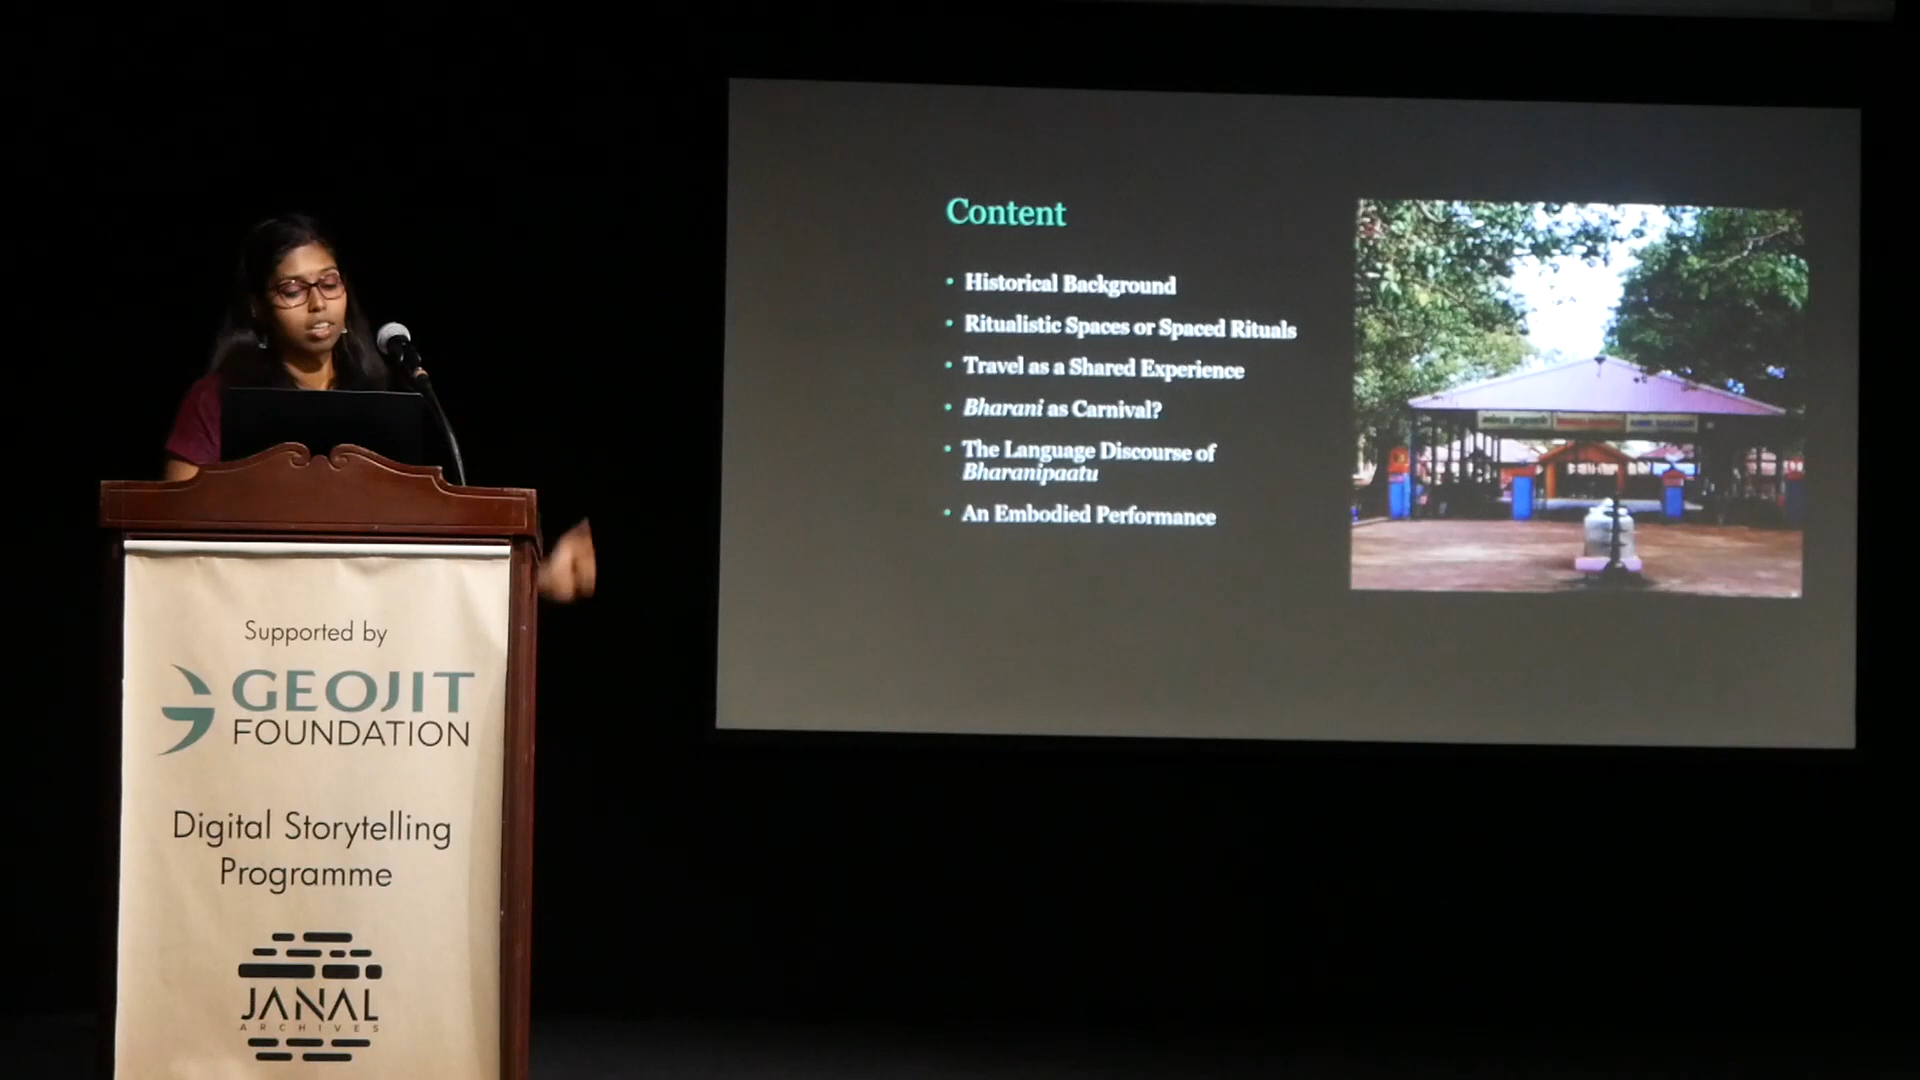 Content
• Historical Background
• Ritualistic Spaces or Spaced Rituals
• Travel as a Shared Experience
• Bharani as Carnival?
• The Language Discourse of
Bharanipaatu
• An Embodied Performance
Supported by
GEOJIT
FOUNDATION
Digital Storytelling
Programme
JANAL
ARCHIVES